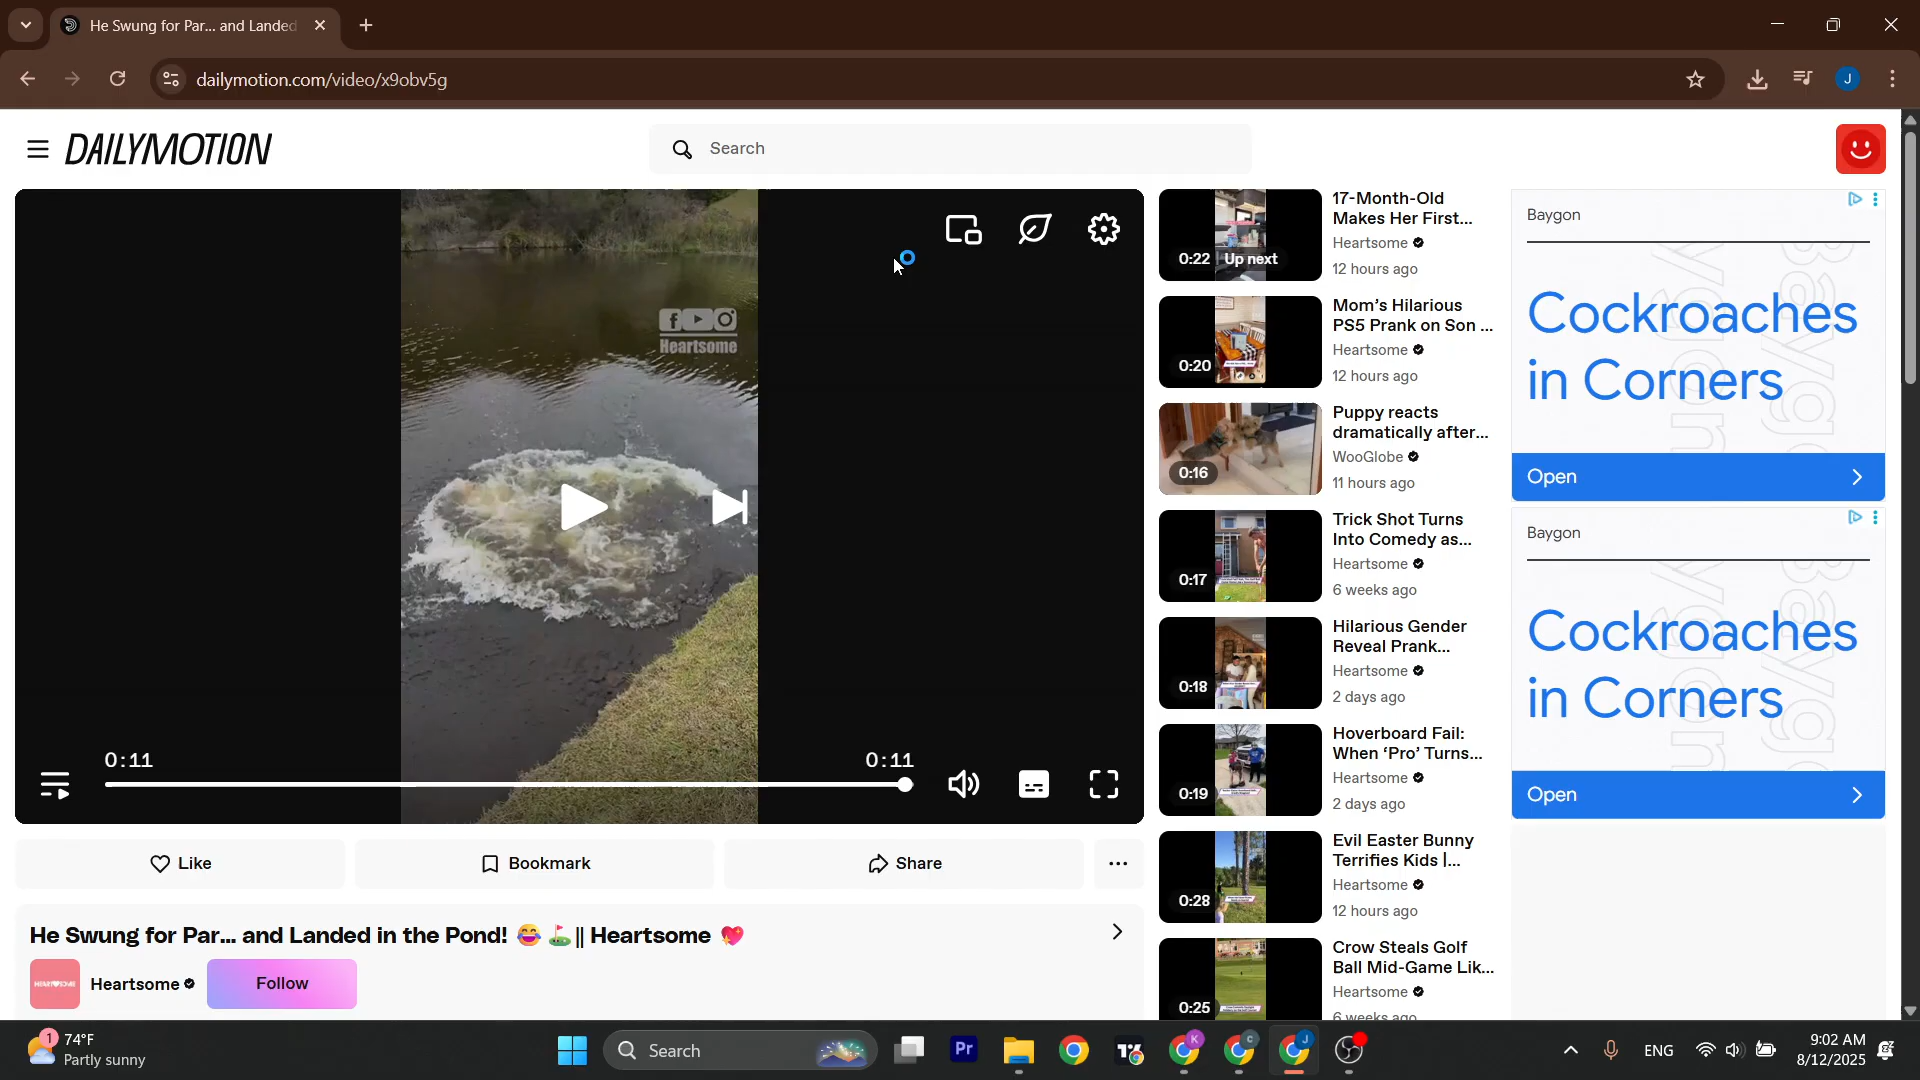 He Swung for Par... and Landed
dailymotion.com/video/x9obv5g
J
DAILYMOTION
Search
Heartsome
0:11
0:11
Like
Bookmark
Share
He Swung for Par... and Landed in the Pond! 😂 ⛳ || Heartsome 💖
HEARTSOME
Heartsome
Follow
0:22
Up next
17-Month-Old
Makes Her First...
Heartsome
12 hours ago
0:20
Mom's Hilarious
PS5 Prank on Son ...
Heartsome
12 hours ago
0:16
Puppy reacts
dramatically after...
WooGlobe
11 hours ago
0:17
Trick Shot Turns
Into Comedy as...
Heartsome
6 weeks ago
0:18
Hilarious Gender
Reveal Prank...
Heartsome
2 days ago
0:19
Hoverboard Fail:
When ‘Pro’ Turns...
Heartsome
2 days ago
0:28
Evil Easter Bunny
Terrifies Kids |...
Heartsome
12 hours ago
0:25
Crow Steals Golf
Ball Mid-Game Lik...
Heartsome
6 weeks ago
Baygon
Cockroaches
in Corners
Open
Baygon
Cockroaches
in Corners
Open
1
74°F
Partly sunny
Search
Pr
K
C
J
ENG
9:02 AM
8/12/2025